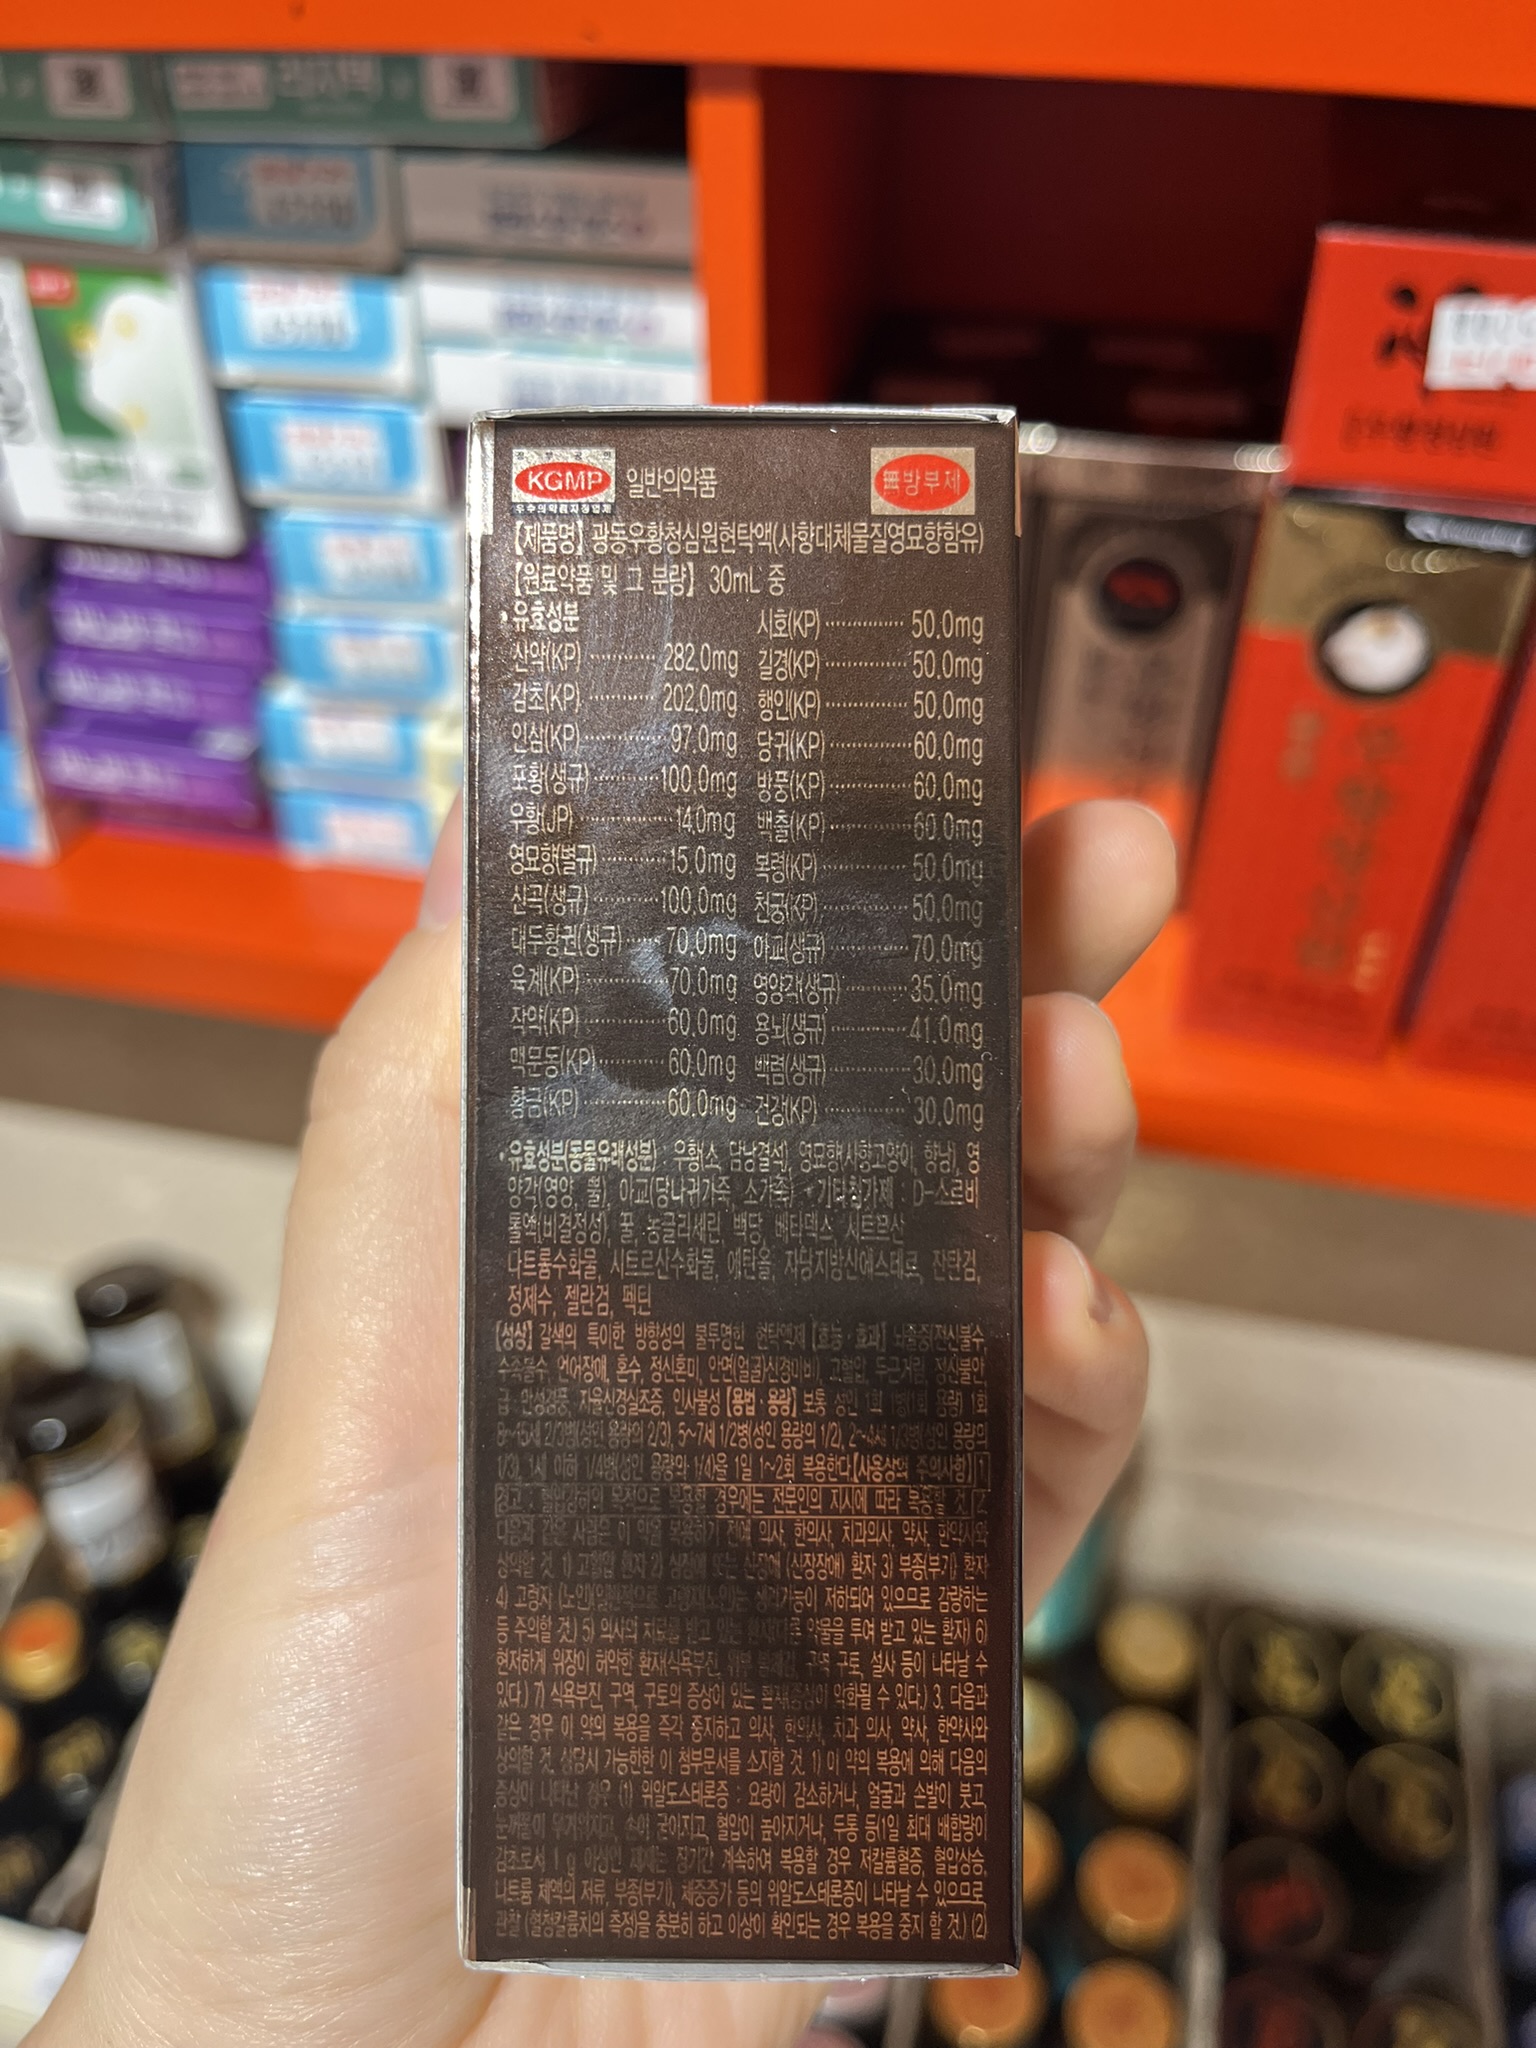 KGMP
우수의약품제조업체
일반의약품
無방부제
【제품명】 광동우황청심원현탁액(사향대체물질영묘향함유)
【원료약품 및 그 분량】 30mL 중
•유효성분
산약(KP) 282.0mg
감초(KP) 202.0mg
인삼(KP) 97.0mg
포황(생규) 100.0mg
우황(JP) 14.0mg
영묘향(별규) 15.0mg
신곡(생규) 100.0mg
대두황권(생규) 70.0mg
육계(KP) 70.0mg
작약(KP) 60.0mg
맥문동(KP) 60.0mg
황금(KP) 60.0mg
시호(KP) 50.0mg
길경(KP) 50.0mg
행인(KP) 50.0mg
당귀(KP) 60.0mg
방풍(KP) 60.0mg
백출(KP) 60.0mg
복령(KP) 50.0mg
천궁(KP) 50.0mg
아교(생규) 70.0mg
영양각(생규) 35.0mg
용뇌(생규) 41.0mg
백렴(생규) 30.0mg
건강(KP) 30.0mg
•유효성분(동물유래성분) : 우황(소, 담낭결석), 영묘향(사향고양이, 향낭), 영
양각(영양, 뿔), 아교(당나귀가죽, 소가죽) •기타첨가제 : D-소르비
톨액(비결정성), 꿀, 농글리세린, 백당, 베타덱스, 시트르산
나트륨수화물, 시트르산수화물, 에탄올, 자당지방산에스테르, 잔탄검,
정제수, 젤란검, 펙틴
【성상】 갈색의 특이한 방향성의 불투명한 현탁액제 【효능·효과】 뇌졸중(전신불수,
수족불수, 언어장애, 혼수, 정신혼미, 안면(얼굴)신경마비), 고혈압, 두근거림, 정신불안,
급·만성경풍, 자율신경실조증, 인사불성 【용법·용량】 보통 성인 1회 1병(1회 용량) 1회
8~15세 2/3병(성인 용량의 2/3), 5~7세 1/2병(성인 용량의 1/2), 2~4세 1/3병(성인 용량의
1/3), 1세 이하 1/4병(성인 용량의 1/4)을 1일 1~2회 복용한다.【사용상의 주의사항】 1.
경고 : 혈압강하의 목적으로 복용할 경우에는 전문인의 지시에 따라 복용할 것. 2.
다음과 같은 사람은 이 약을 복용하기 전에 의사, 한의사, 치과의사, 약사, 한약사와
상의할 것. 1) 고혈압 환자 2) 심장애 또는 신장애 (신장장애) 환자 3) 부종(부기) 환자
4) 고령자 (노인)(일반적으로 고령자(노인)는 생리기능이 저하되어 있으므로 감량하는
등 주의할 것.) 5) 의사의 치료를 받고 있는 환자(다른 약물을 투여 받고 있는 환자) 6)
현저하게 위장이 허약한 환자(식욕부진, 위부 불쾌감, 구역, 구토, 설사 등이 나타날 수
있다.) 7) 식욕부진, 구역, 구토의 증상이 있는 환자(증상이 악화될 수 있다.) 3. 다음과
같은 경우 이 약의 복용을 즉각 중지하고 의사, 한의사, 치과 의사, 약사, 한약사와
상의할 것. 상담시 가능한한 이 첨부문서를 소지할 것. 1) 이 약의 복용에 의해 다음의
증상이 나타난 경우 (1) 위알도스테론증 : 요량이 감소하거나, 얼굴과 손발이 붓고,
눈꺼풀이 무거워지고, 손이 굳어지고, 혈압이 높아지거나, 두통 등(1일 최대 배합량이
감초로서 1 g 이상인 제제는 장기간 계속하여 복용할 경우 저칼륨혈증, 혈압상승,
나트륨·체액의 저류, 부종(부기), 체중증가 등의 위알도스테론증이 나타날 수 있으므로
관찰 (혈청칼륨치의 측정)을 충분히 하고 이상이 확인되는 경우 복용을 중지 할 것.) (2)